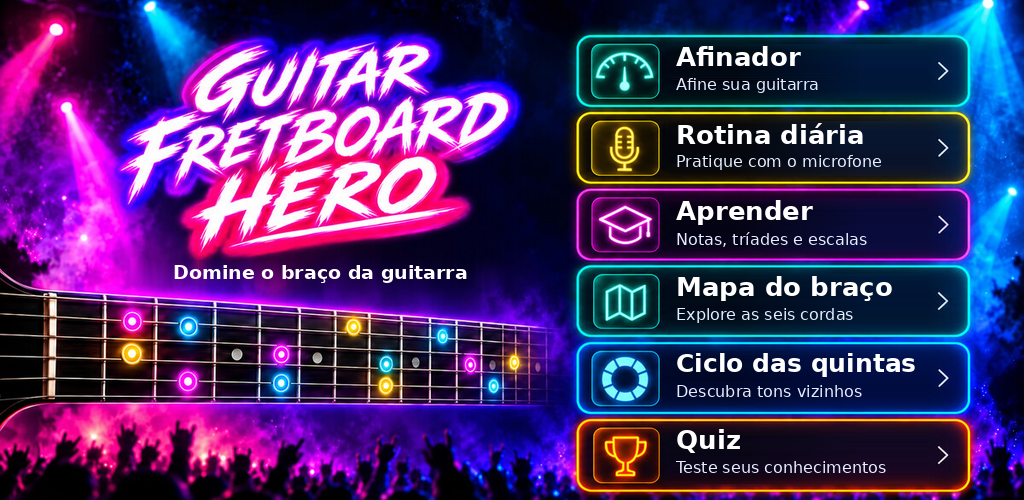 GUITAR
FRETBOARD
HERO
Domine o braço da guitarra
Afinador
Afine sua guitarra
Rotina diária
Pratique com o microfone
Aprender
Notas, tríades e escalas
Mapa do braço
Explore as seis cordas
Ciclo das quintas
Descubra tons vizinhos
Quiz
Teste seus conhecimentos